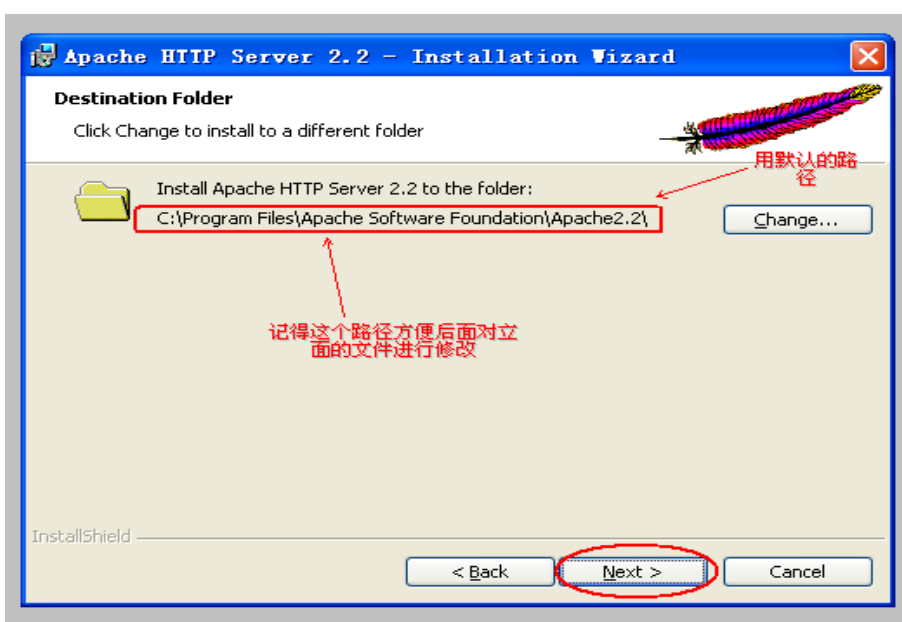 Apache HTTP Server 2.2 - Installation Wizard
Destination Folder
Click Change to install to a different folder
用默认的路
径
Install Apache HTTP Server 2.2 to the folder:
C:\Program Files\Apache Software Foundation\Apache2.2\
Change...
记得这个路径方便后面对立
面的文件进行修改
InstallShield
< Back
Next >
Cancel